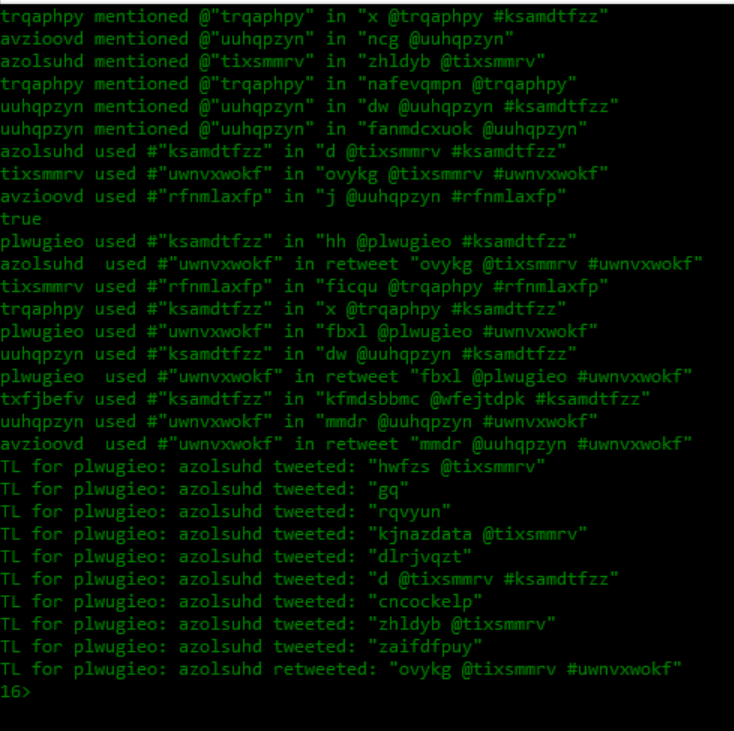 trqaphpy mentioned @"trqaphpy" in "x @trqaphpy #ksamdtfzz"
avzioovd mentioned @"uuhqpzyn" in "ncg @uuhqpzyn"
azolsuhd mentioned @"tixsmmrv" in "zhldyb @tixsmmrv"
trqaphpy mentioned @"trqaphpy" in "nafevqmpn @trqaphpy"
uuhqpzyn mentioned @"uuhqpzyn" in "dw @uuhqpzyn #ksamdtfzz"
uuhqpzyn mentioned @"uuhqpzyn" in "fanmdcxuok @uuhqpzyn"
azolsuhd used #"ksamdtfzz" in "d @tixsmmrv #ksamdtfzz"
tixsmmrv used #"uwnvxwokf" in "ovykg @tixsmmrv #uwnvxwokf"
avzioovd used #"rfnmlaxfp" in "j @uuhqpzyn #rfnmlaxfp"
true
plwugieo used #"ksamdtfzz" in "hh @plwugieo #ksamdtfzz"
azolsuhd  used #"uwnvxwokf" in retweet "ovykg @tixsmmrv #uwnvxwokf"
tixsmmrv used #"rfnmlaxfp" in "ficqu @trqaphpy #rfnmlaxfp"
trqaphpy used #"ksamdtfzz" in "x @trqaphpy #ksamdtfzz"
plwugieo used #"uwnvxwokf" in "fbxl @plwugieo #uwnvxwokf"
uuhqpzyn used #"ksamdtfzz" in "dw @uuhqpzyn #ksamdtfzz"
plwugieo  used #"uwnvxwokf" in retweet "fbxl @plwugieo #uwnvxwokf"
txfjbefv used #"ksamdtfzz" in "kfmdsbbmc @wfejtdpk #ksamdtfzz"
uuhqpzyn used #"uwnvxwokf" in "mmdr @uuhqpzyn #uwnvxwokf"
avzioovd  used #"uwnvxwokf" in retweet "mmdr @uuhqpzyn #uwnvxwokf"
TL for plwugieo: azolsuhd tweeted: "hwfzs @tixsmmrv"
TL for plwugieo: azolsuhd tweeted: "gq"
TL for plwugieo: azolsuhd tweeted: "rqvyun"
TL for plwugieo: azolsuhd tweeted: "kjnazdata @tixsmmrv"
TL for plwugieo: azolsuhd tweeted: "dlrjvqzt"
TL for plwugieo: azolsuhd tweeted: "d @tixsmmrv #ksamdtfzz"
TL for plwugieo: azolsuhd tweeted: "cncockelp"
TL for plwugieo: azolsuhd tweeted: "zhldyb @tixsmmrv"
TL for plwugieo: azolsuhd tweeted: "zaifdfpuy"
TL for plwugieo: azolsuhd retweeted: "ovykg @tixsmmrv #uwnvxwokf"
16>